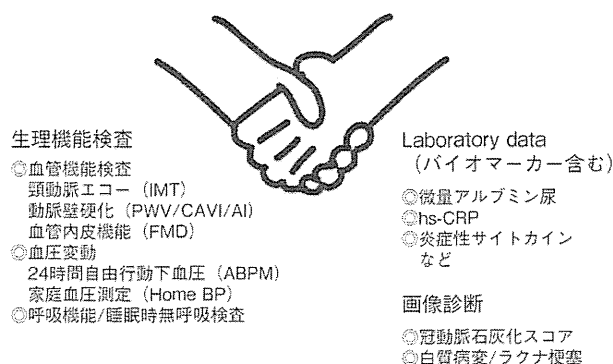 生理機能検査
◎血管機能検査
頸動脈エコー（IMT）
動脈壁硬化（PWV/CAVI/AI）
血管内皮機能（FMD）
◎血圧変動
24時間自由行動下血圧（ABPM）
家庭血圧測定（Home BP）
◎呼吸機能/睡眠時無呼吸検査
Laboratory data
（バイオマーカー含む）
◎微量アルブミン尿
◎hs-CRP
◎炎症性サイトカイン
など
画像診断
◎冠動脈石灰化スコア
◎白質病変/ラクナ梗塞